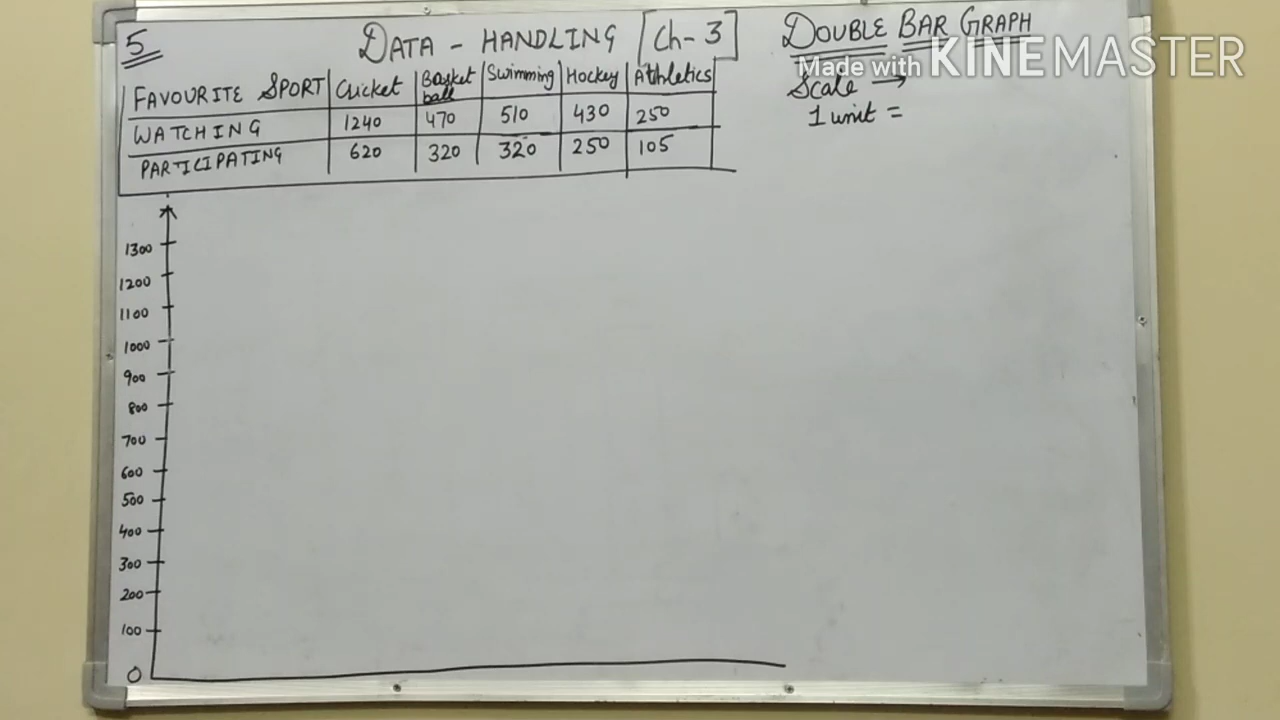 5
DATA - HANDLING [Ch - 3]
DOUBLE BAR GRAPH
Made with KINEMASTER
Scale →
1 unit =
FAVOURITE SPORT Cricket Basket ball Swimming Hockey Athletics
WATCHING 1240 470 510 430 250
PARTICIPATING 620 320 320 250 105
1300
1200
1100
1000
900
800
700
600
500
400
300
200
100
0